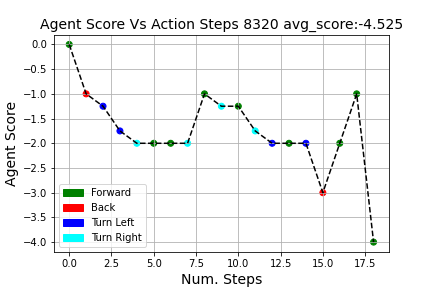 Agent Score Vs Action Steps 8320 avg_score:-4.525
Agent Score
0.0
−0.5
−1.0
−1.5
−2.0
−2.5
−3.0
−3.5
−4.0
Forward
Back
Turn Left
Turn Right
0.0 2.5 5.0 7.5 10.0 12.5 15.0 17.5
Num. Steps